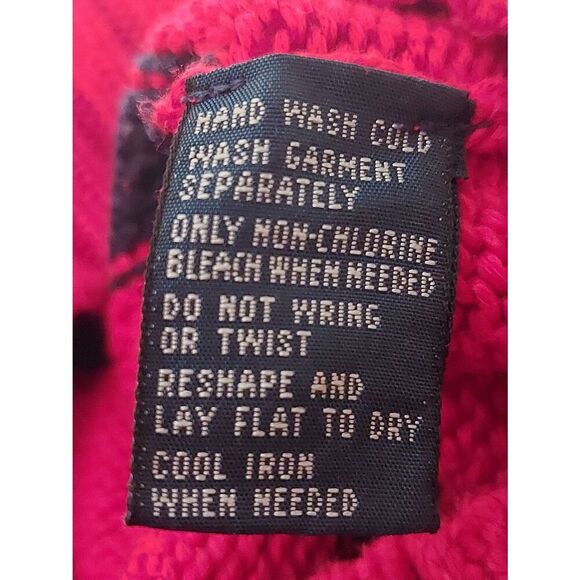 HAND WASH COLD
WASH GARMENT
SEPARATELY
ONLY NON-CHLORINE
BLEACH WHEN NEEDED
DO NOT WRING
OR TWIST
RESHAPE AND
LAY FLAT TO DRY
COOL IRON
WHEN NEEDED